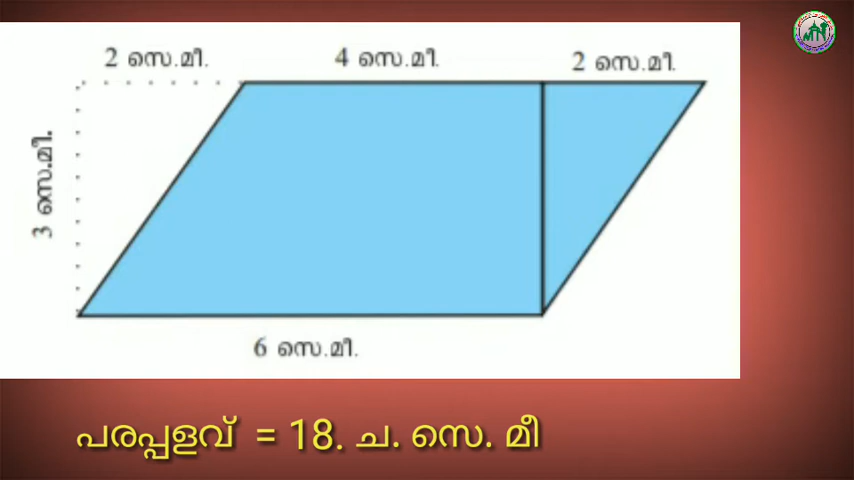 2 സെ.മീ. 4 സെ.മീ. 2 സെ.മീ.
3 സെ.മീ.
6 സെ.മീ.
പരപ്പളവ് = 18. ച. സെ. മീ